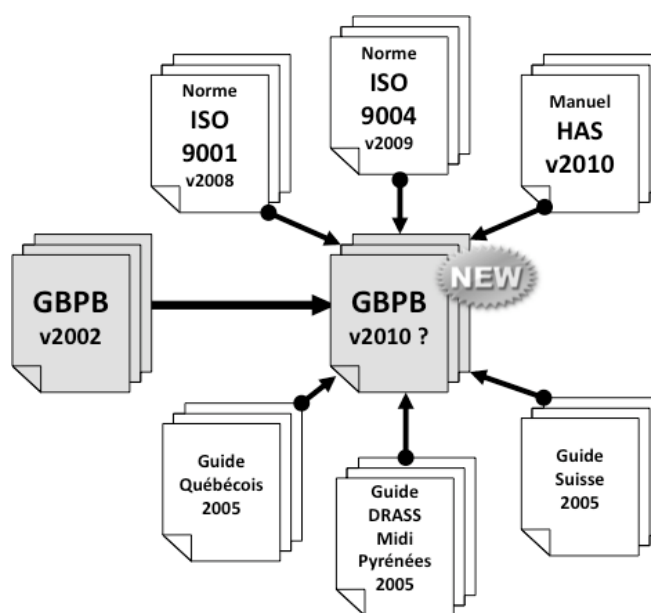 Norme
ISO
9001
v2008
Norme
ISO
9004
v2009
Manuel
HAS
v2010
GBPB
v2002
GBPB
v2010 ?
NEW
Guide
Québécois
2005
Guide
DRASS
Midi
Pyrénées
2005
Guide
Suisse
2005